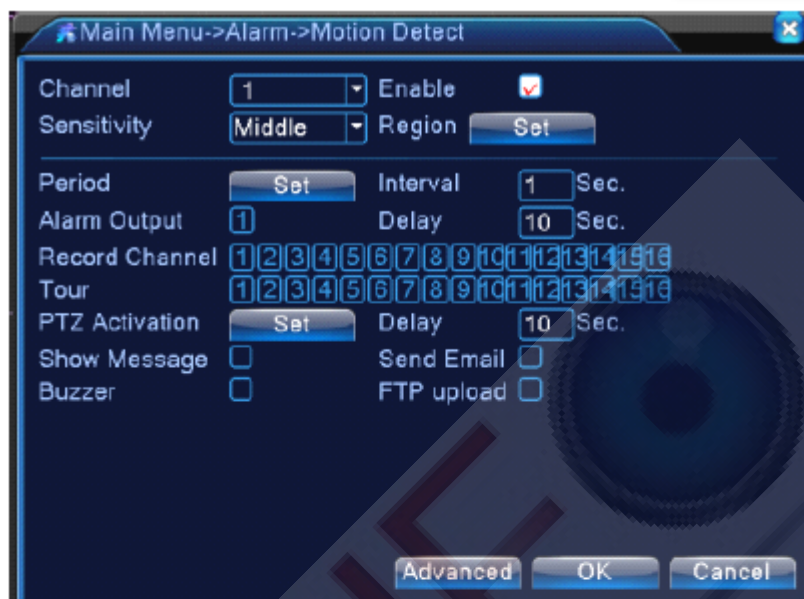 Main Menu->Alarm->Motion Detect
Channel 1 Enable
Sensitivity Middle Region Set
Period Set Interval 1 Sec.
Alarm Output 1 Delay 10 Sec.
Record Channel 1 2 3 4 5 6 7 8 9 10 11 12 13 14 15 16
Tour 1 2 3 4 5 6 7 8 9 10 11 12 13 14 15 16
PTZ Activation Set Delay 10 Sec.
Show Message Send Email
Buzzer FTP upload
Advanced OK Cancel